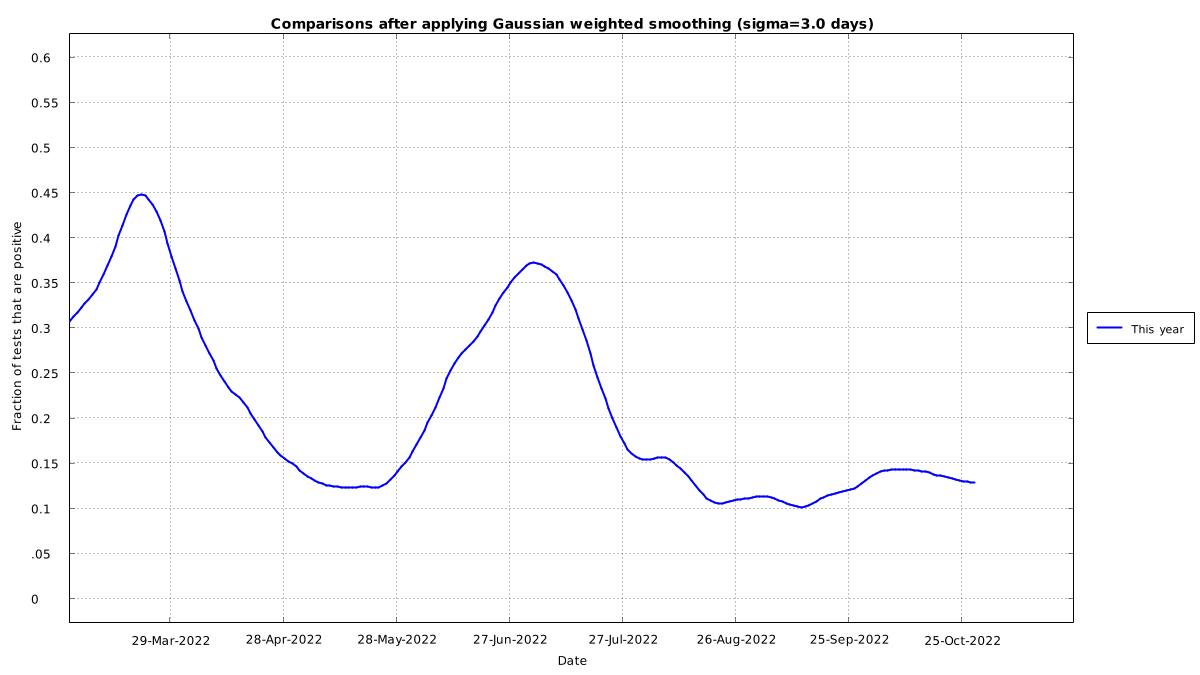 Comparisons after applying Gaussian weighted smoothing (sigma=3.0 days)
0.6
0.55
0.5
0.45
0.4
0.35
0.3
0.25
0.2
0.15
0.1
.05
0
Fraction of tests that are positive
29-Mar-2022 28-Apr-2022 28-May-2022 27-Jun-2022 27-Jul-2022 26-Aug-2022 25-Sep-2022 25-Oct-2022
Date
This year